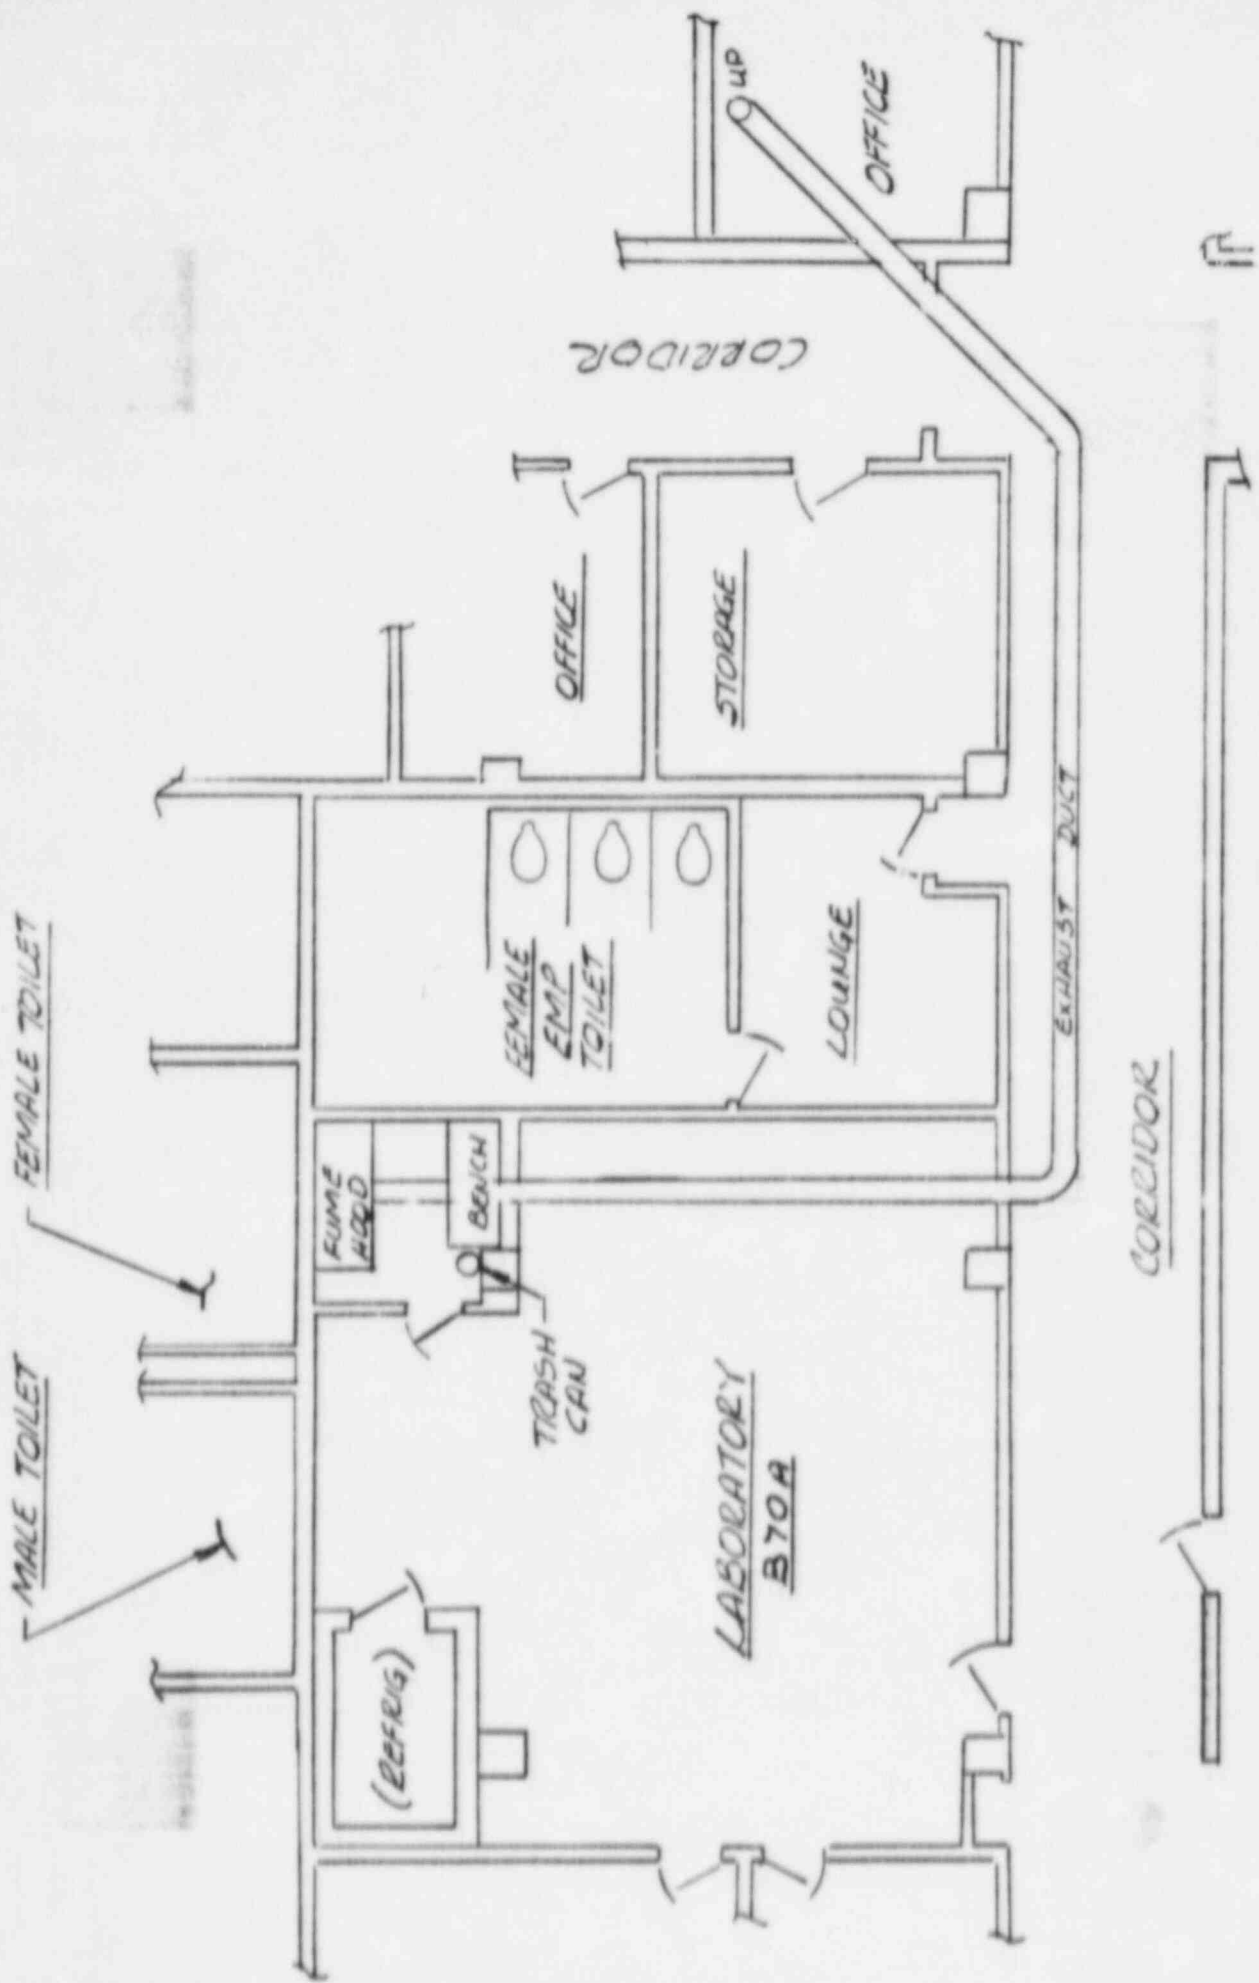 MALE TOILET
FEMALE TOILET
(REFRIG)
FUME
HOOD
BENCH
TRASH
CAN
LABORATORY
B70A
FEMALE
EMP
TOILET
LOUNGE
OFFICE
STORAGE
CORRIDOR
UP
OFFICE
EXHAUST DUCT
CORRIDOR